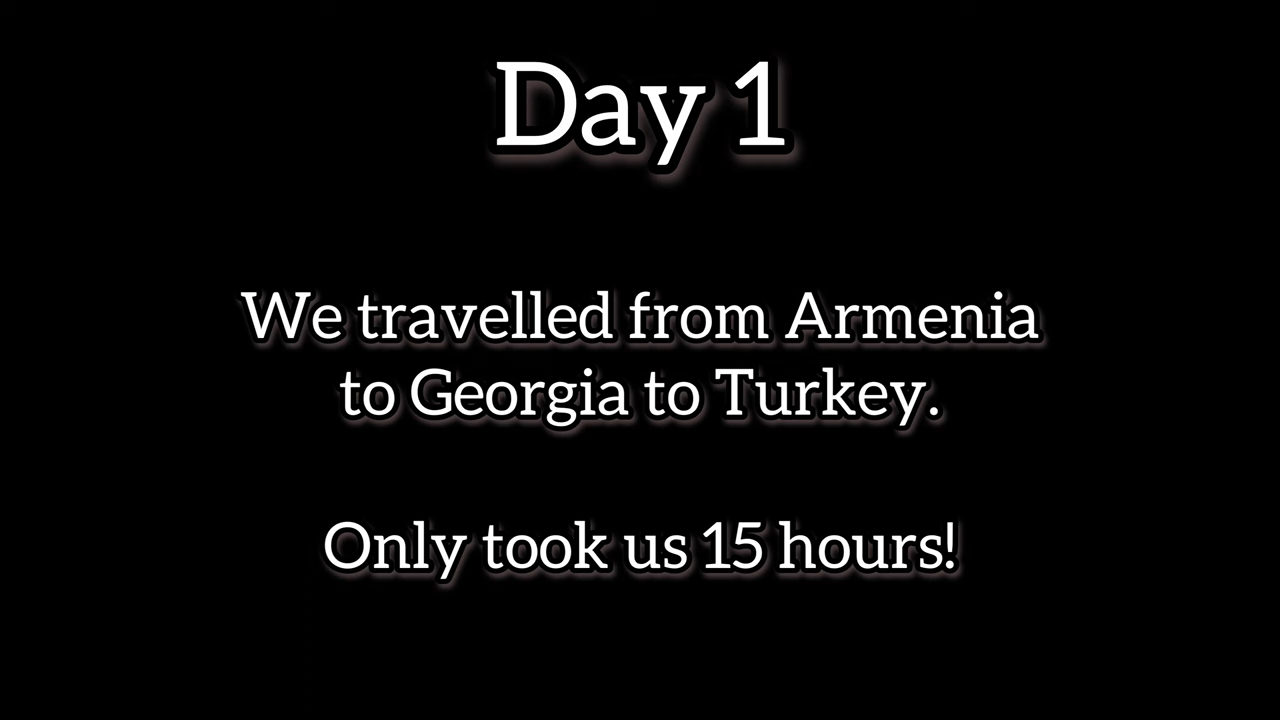 Day 1
We travelled from Armenia
to Georgia to Turkey.
Only took us 15 hours!